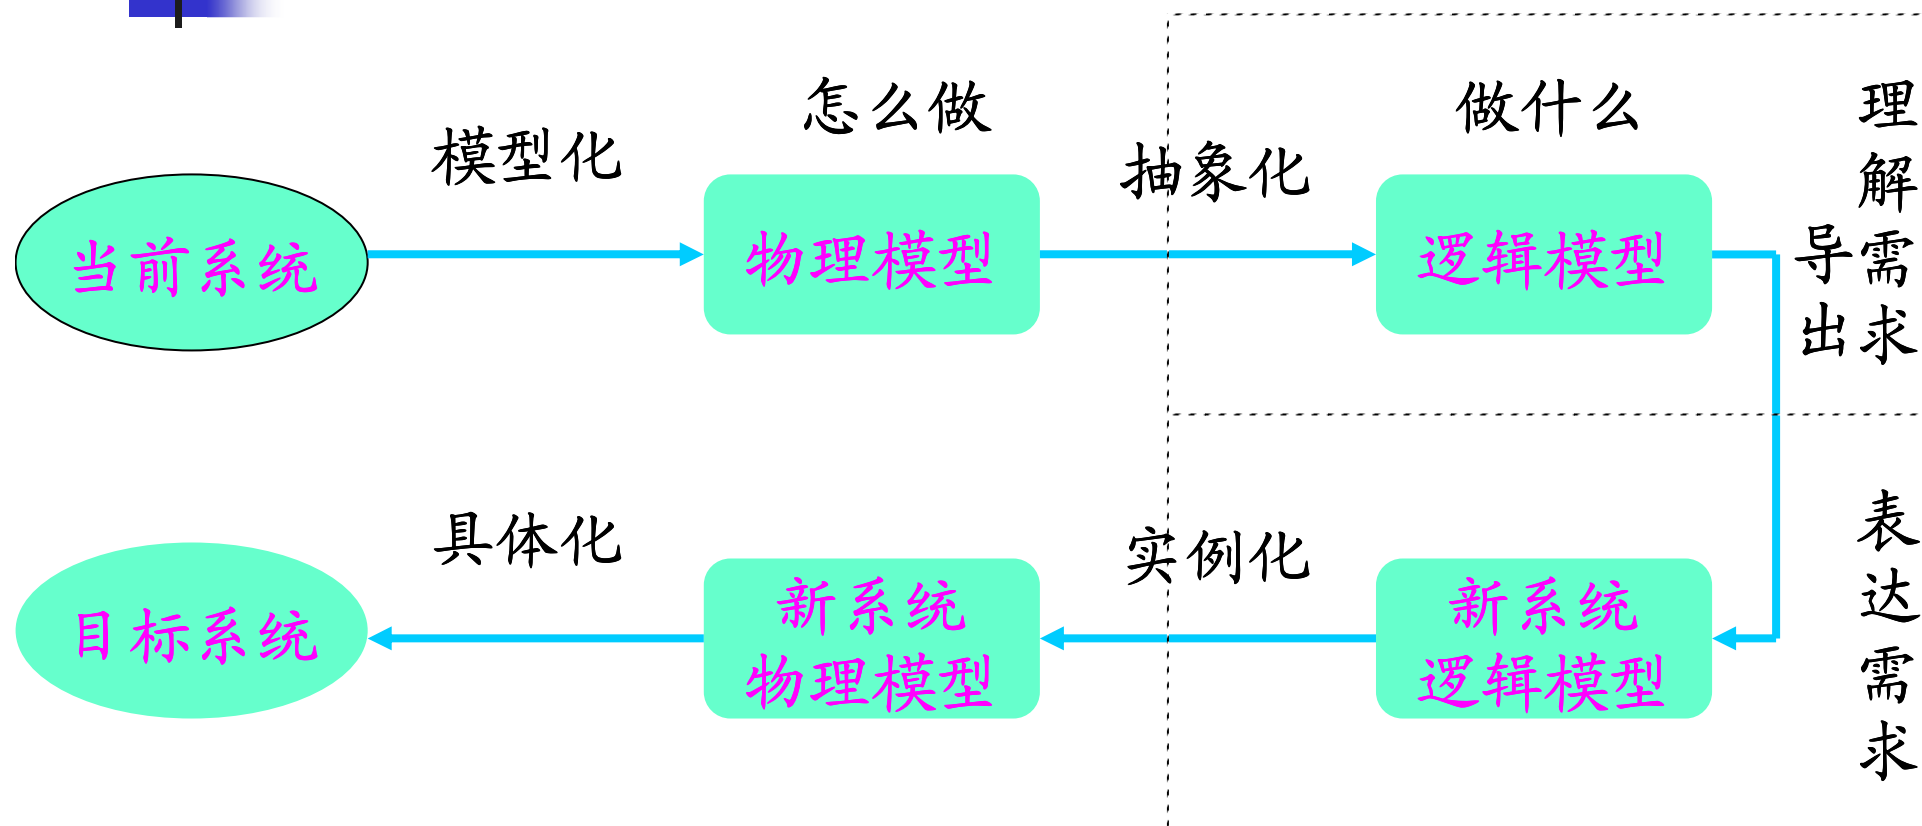 怎么做
做什么
模型化
抽象化
当前系统
物理模型
逻辑模型
导出
理解需求
具体化
实例化
目标系统
新系统
物理模型
新系统
逻辑模型
表达需求